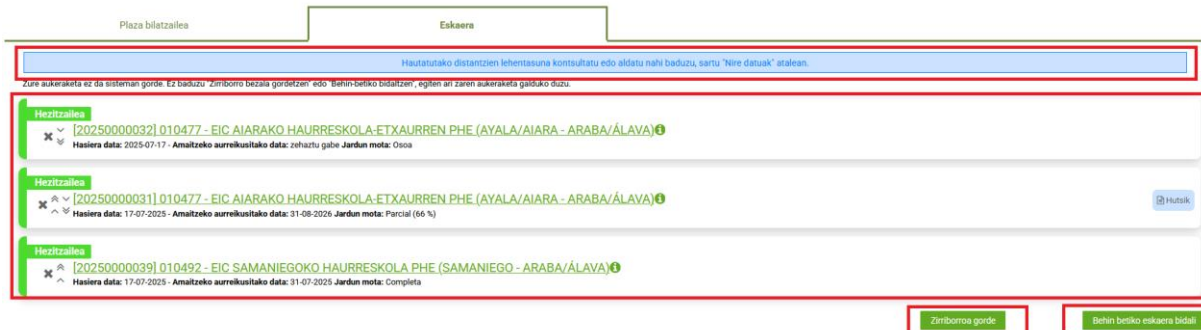 Plaza bilatzailea
Eskaera
Hautatutako distantzien lehentasuna kontsultatu edo aldatu nahi baduzu, sartu "Nire datuak" atalean.
Zure aukeraketa ez da sisteman gorde. Ez baduzu "Zirriborro bezala gordetzen" edo "Behin-betiko bidaltzen", egiten ari zaren aukeraketa galduko duzu.
Hezitzailea
[20250000032] 010477 - EIC AIARAKO HAURRESKOLA-ETXAURREN PHE (AYALA/AIARA - ARABA/ÁLAVA)
Hasiera data: 2025-07-17 - Amaitzeko aurreikusitako data: zehaztu gabe Jardun mota: Osoa
Hezitzailea
[20250000031] 010477 - EIC AIARAKO HAURRESKOLA-ETXAURREN PHE (AYALA/AIARA - ARABA/ÁLAVA)
Hutsik
Hasiera data: 17-07-2025 - Amaitzeko aurreikusitako data: 31-08-2026 Jardun mota: Parcial (66 %)
Hezitzailea
[20250000039] 010492 - EIC SAMANIEGOKO HAURRESKOLA PHE (SAMANIEGO - ARABA/ÁLAVA)
Hasiera data: 17-07-2025 - Amaitzeko aurreikusitako data: 31-07-2025 Jardun mota: Completa
Zirriborroa gorde
Behin betiko eskaera bidali